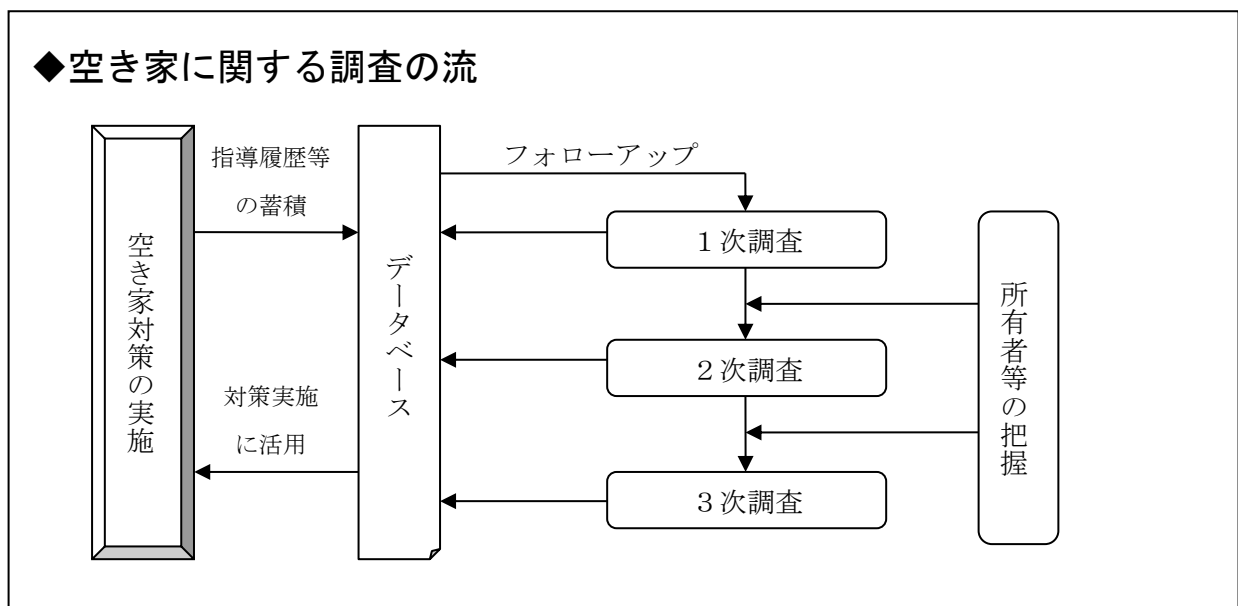 ◆空き家に関する調査の流
空き家対策の実施
指導履歴等
の蓄積
対策実施
に活用
データベース
フォローアップ
１次調査
２次調査
３次調査
所有者等の把握